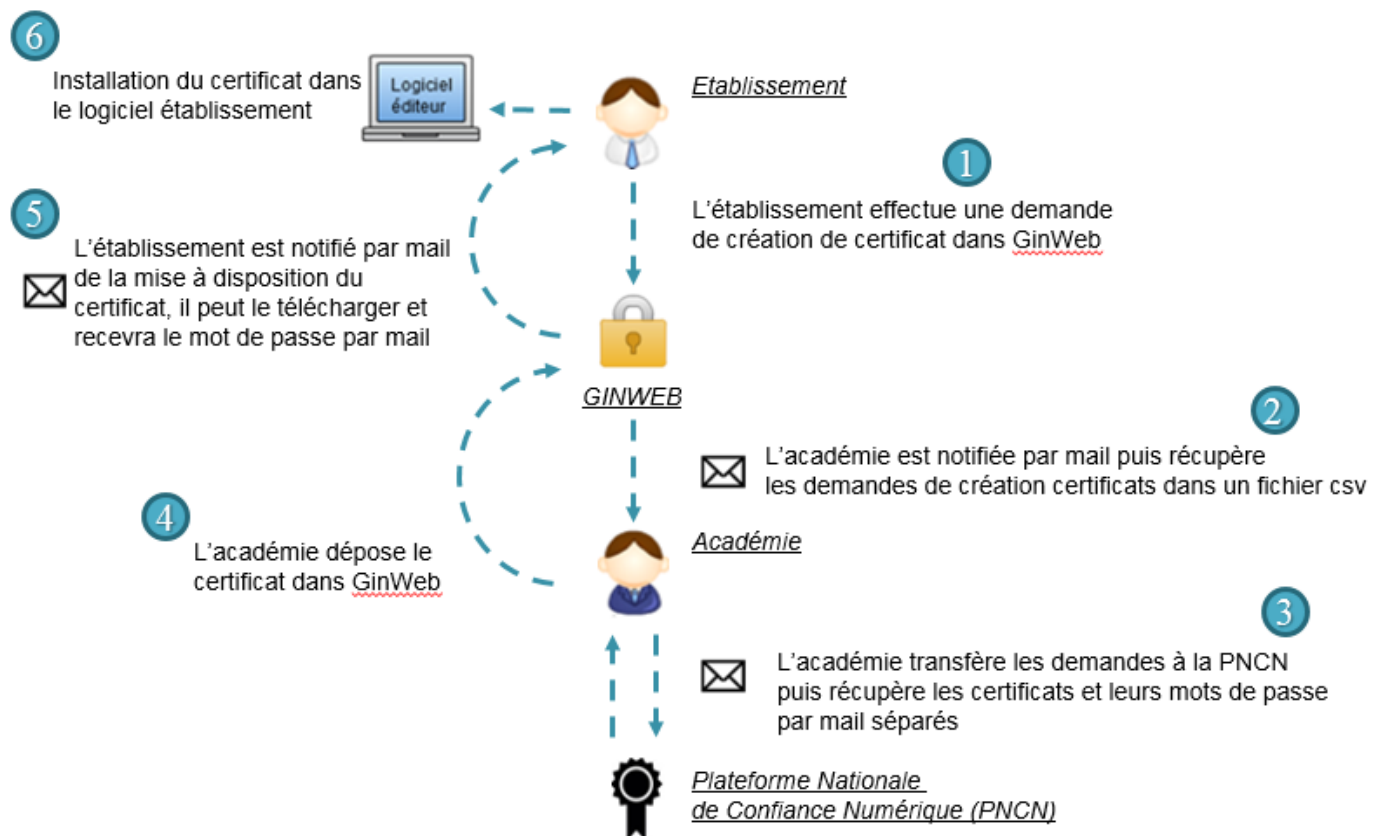 6
Installation du certificat dans
le logiciel établissement
Logiciel
éditeur
Etablissement
1
L'établissement effectue une demande
de création de certificat dans GinWeb
5
L'établissement est notifié par mail
de la mise à disposition du
certificat, il peut le télécharger et
recevra le mot de passe par mail
GINWEB
2
L'académie est notifiée par mail puis récupère
les demandes de création certificats dans un fichier csv
4
L'académie dépose le
certificat dans GinWeb
Académie
3
L'académie transfère les demandes à la PNCN
puis récupère les certificats et leurs mots de passe
par mail séparés
Plateforme Nationale
de Confiance Numérique (PNCN)